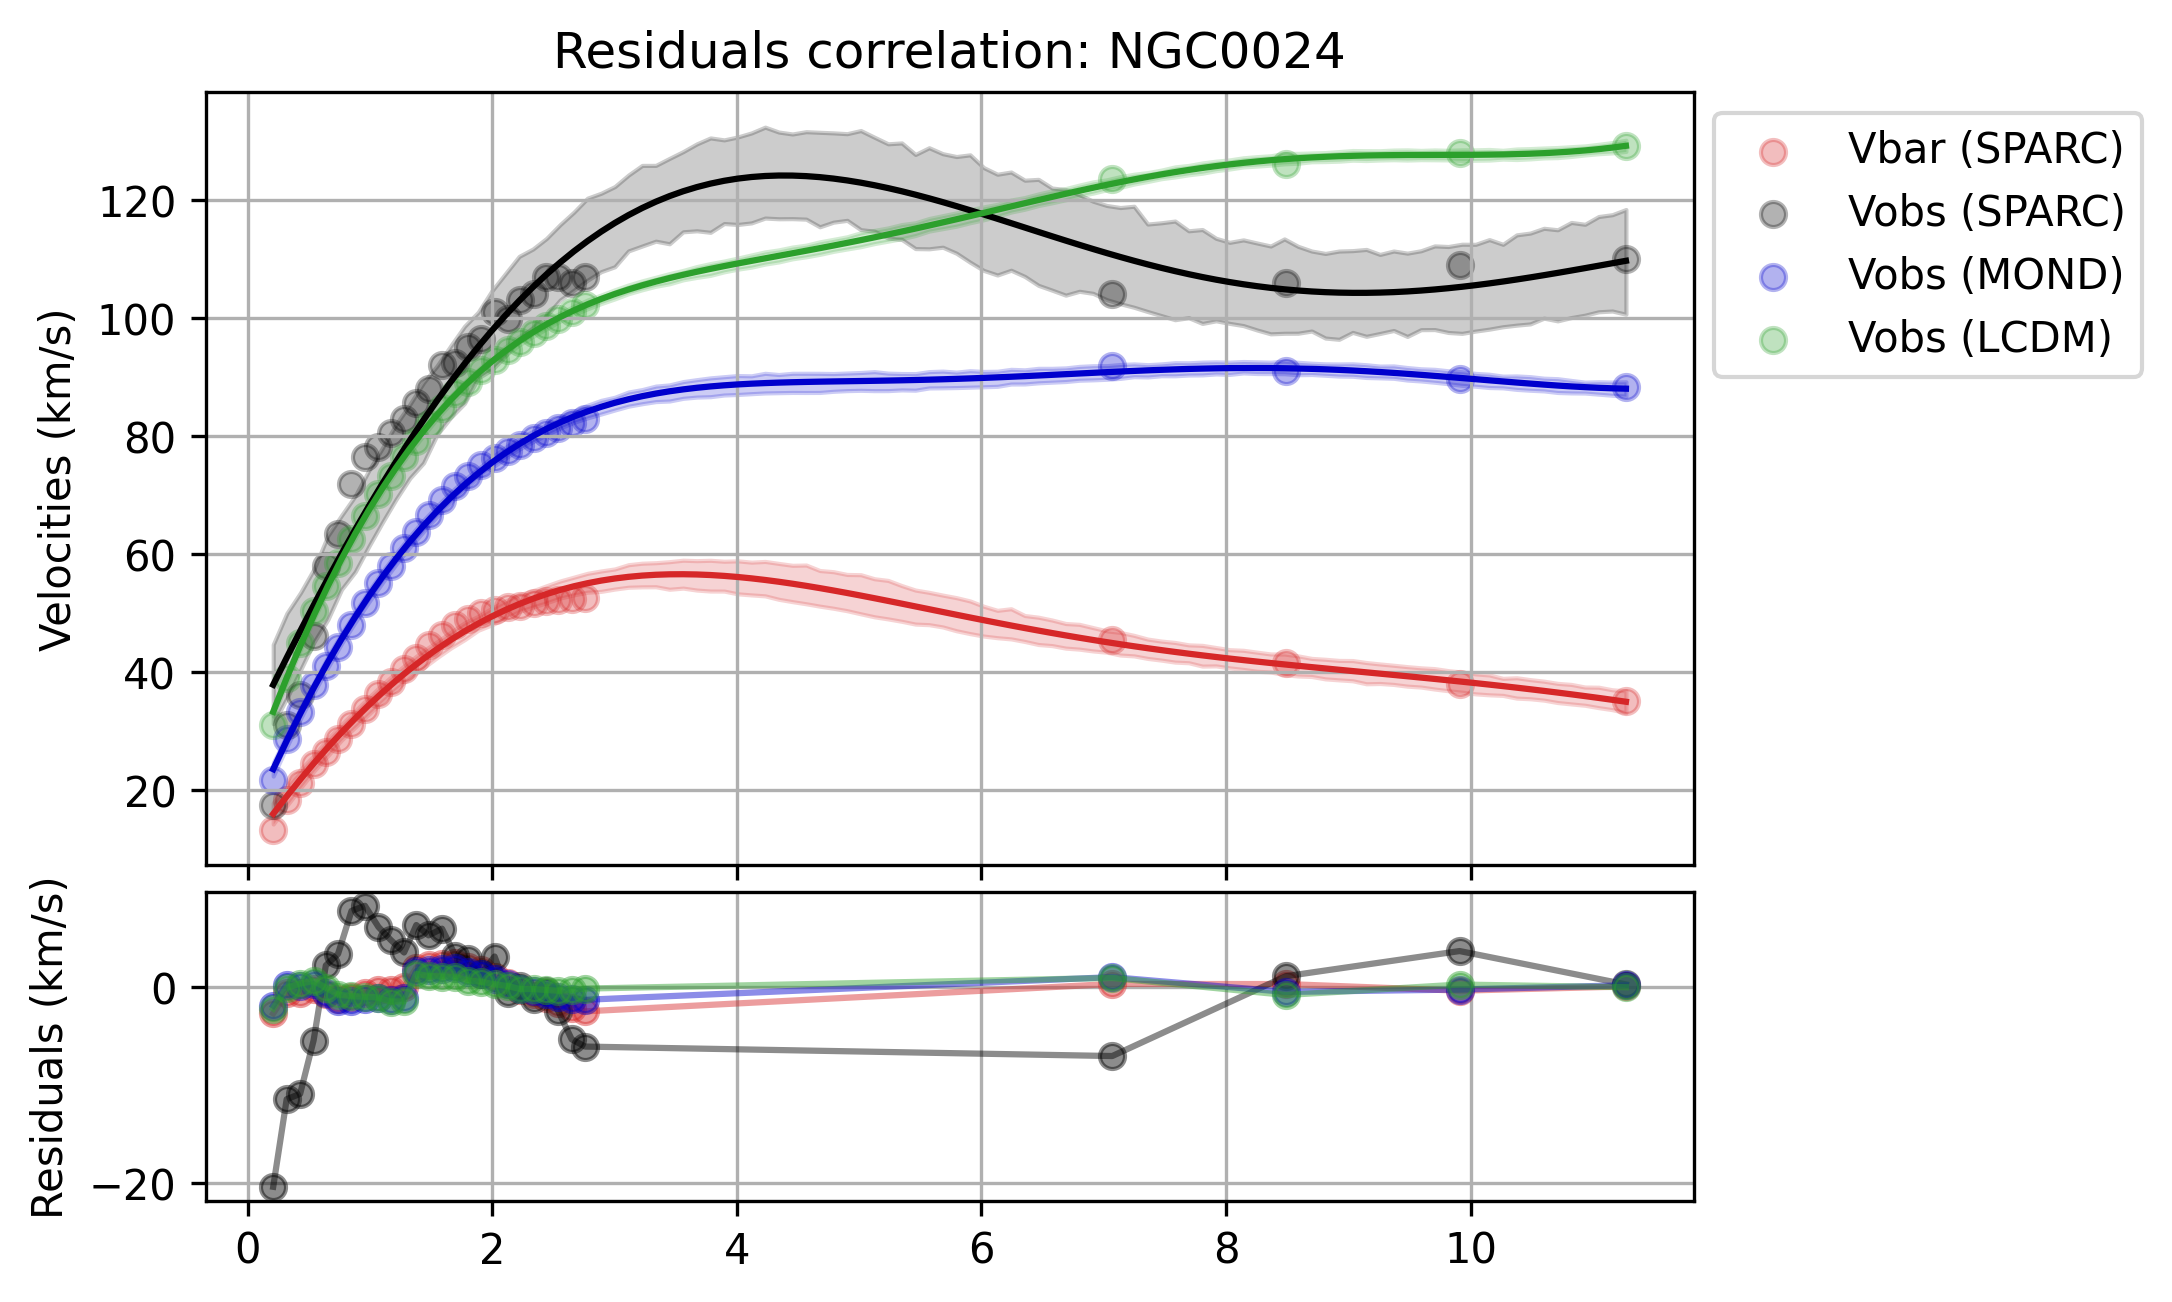 Residuals correlation: NGC0024
Velocities (km/s)
120
100
80
60
40
20
Vbar (SPARC)
Vobs (SPARC)
Vobs (MOND)
Vobs (LCDM)
Residuals (km/s)
0
−20
0 2 4 6 8 10